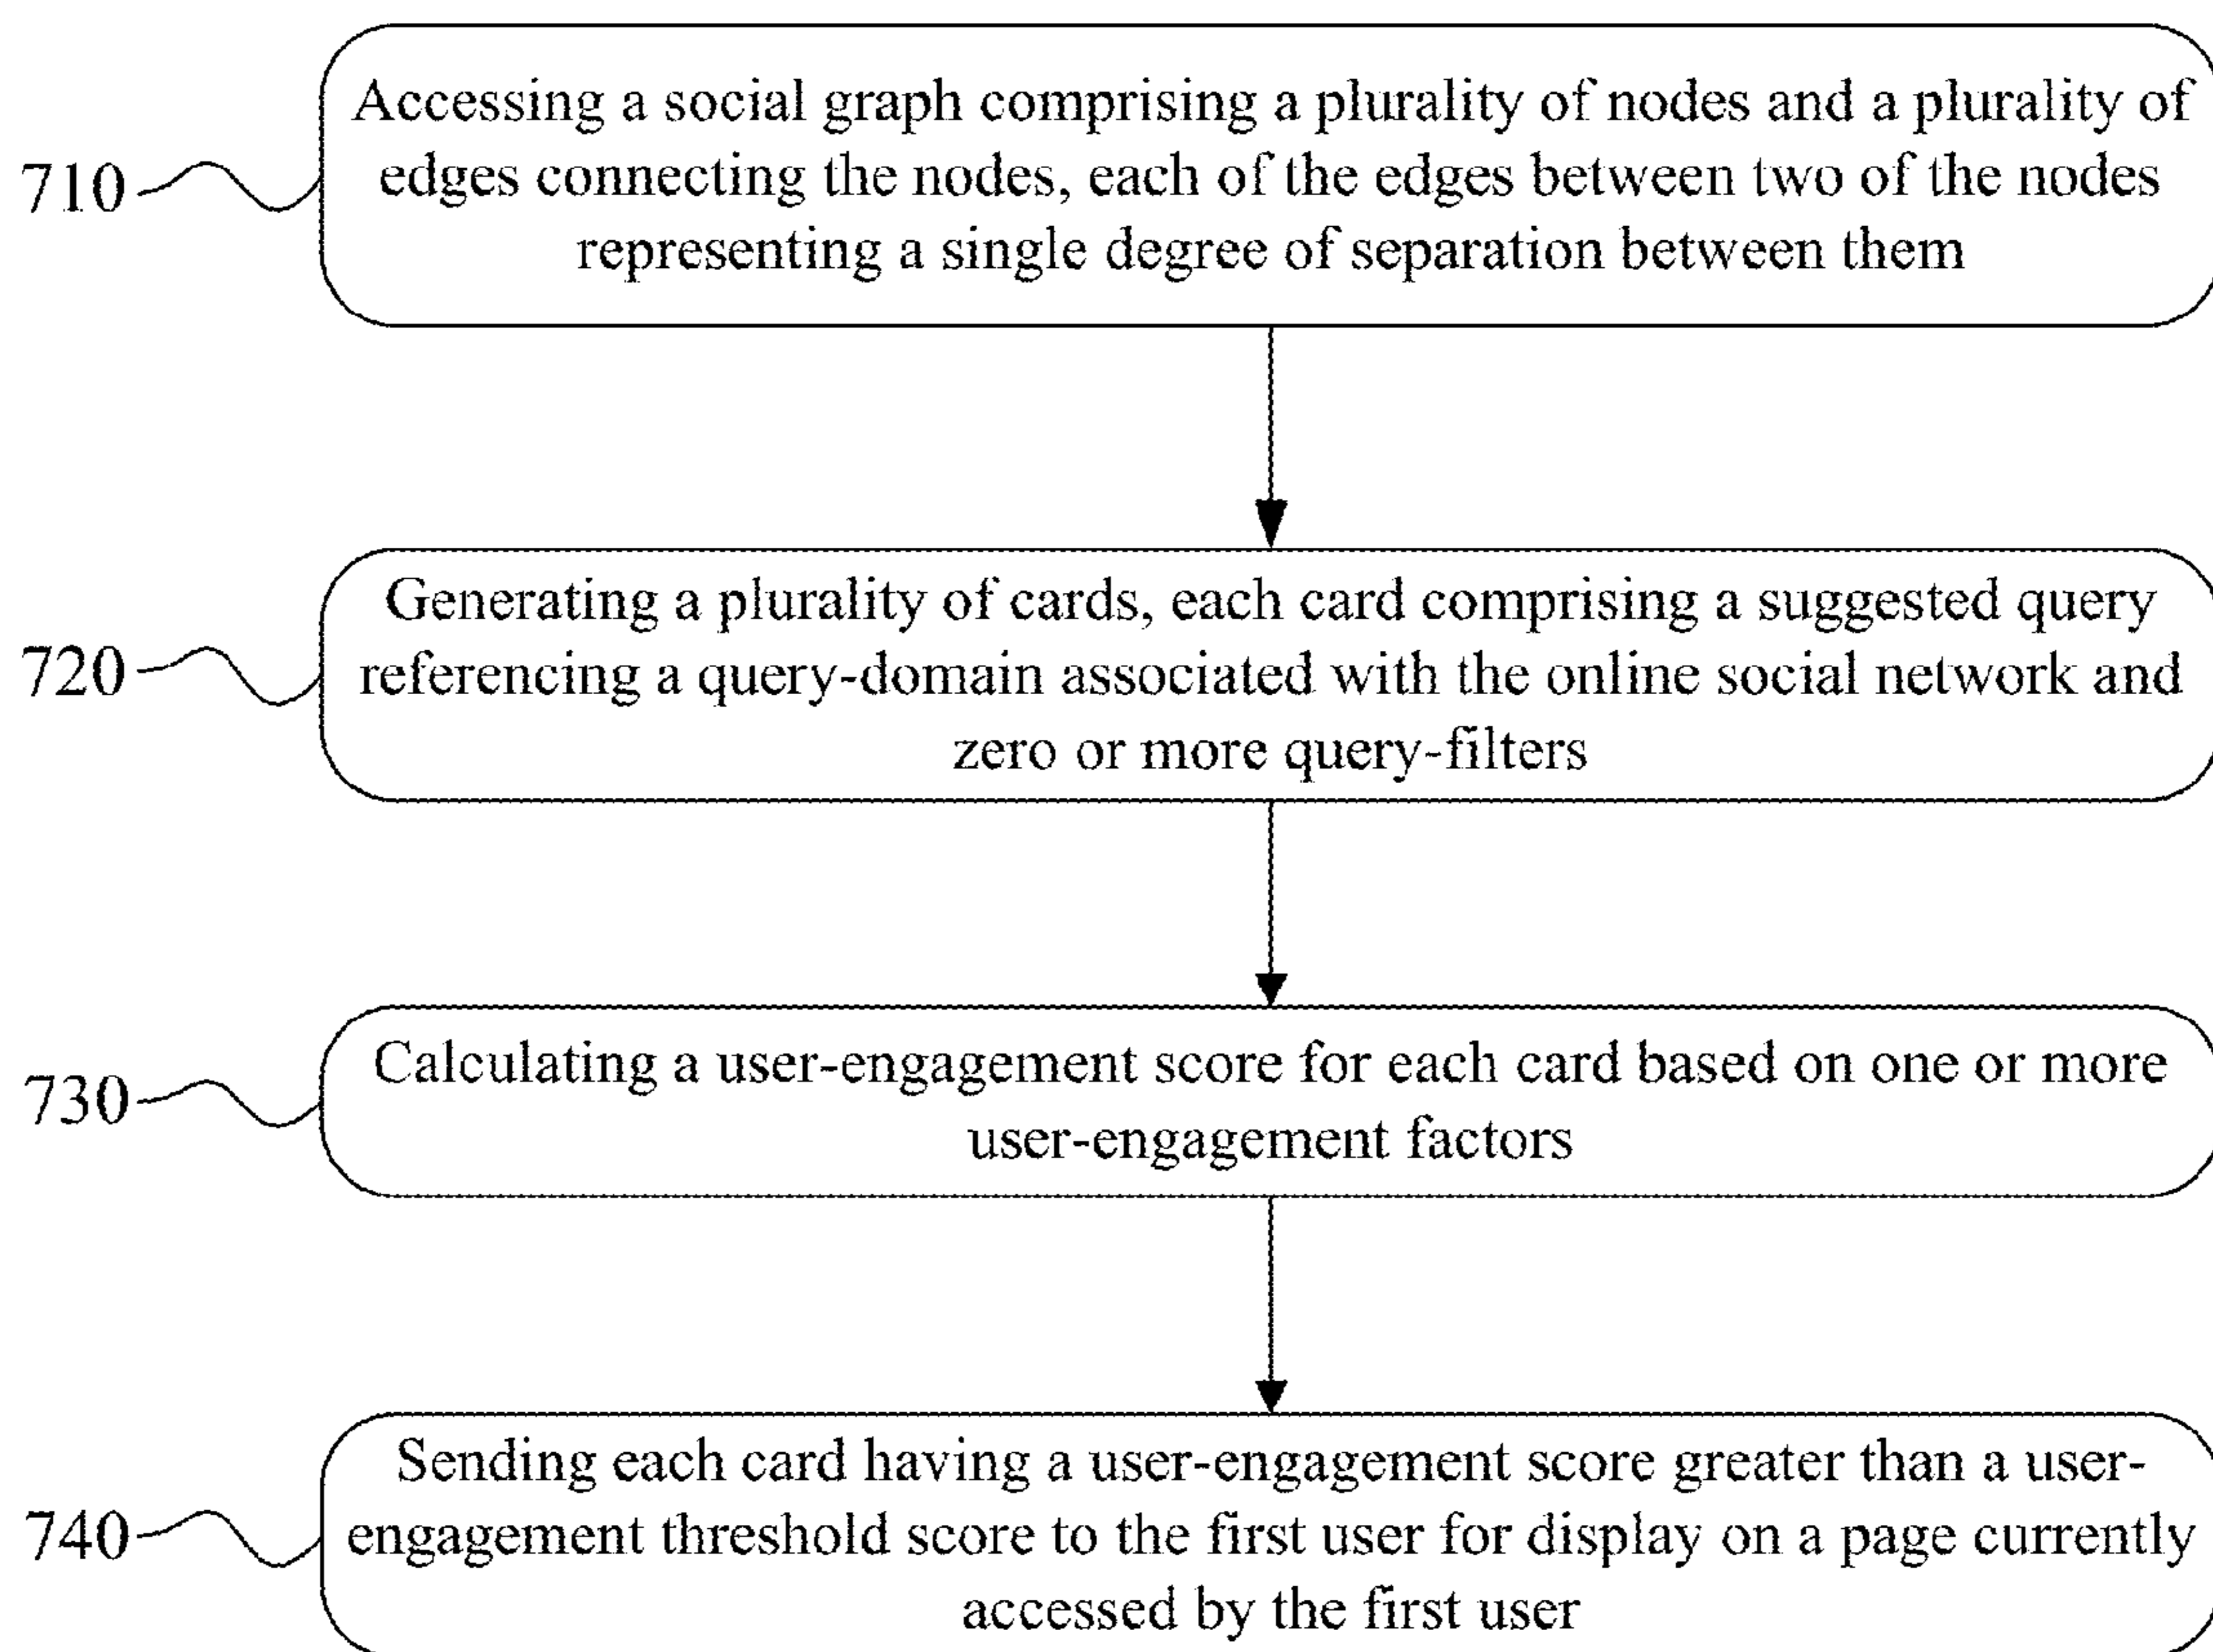 Accessing a social graph comprising a plurality of nodes and a plurality of
710
edges connecting the nodes, each of the edges between two of the nodes
representing a single degree of separation between them
Generating a plurality of cards, each card comprising a suggested query
720
referencing a query-domain associated with the online social network and
zero or more query-filters
Calculating a user-engagement score for each card based on one or more
730
user-engagement factors
Sending each card having a user-engagement score greater than a user-
740
engagement threshold score to the first user for display on a page currently
accessed by the first user